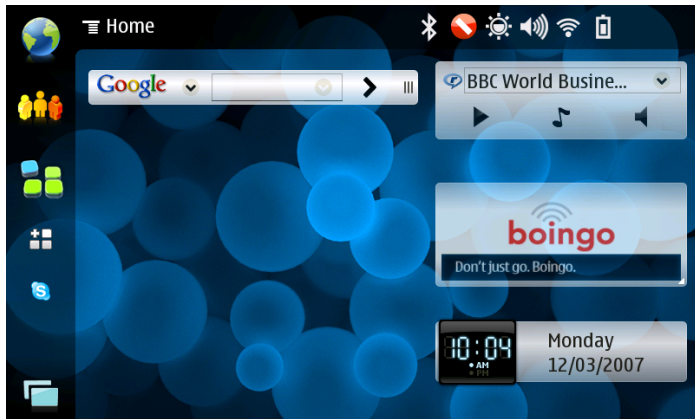 Home
Google
BBC World Busine...
boingo
Don't just go. Boingo.
10:04
AM
PM
Monday
12/03/2007